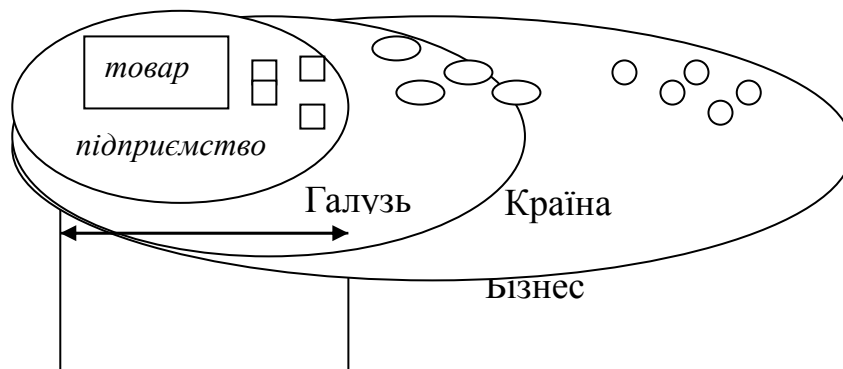 товар
підприємство
Галузь
Країна
Бізнес